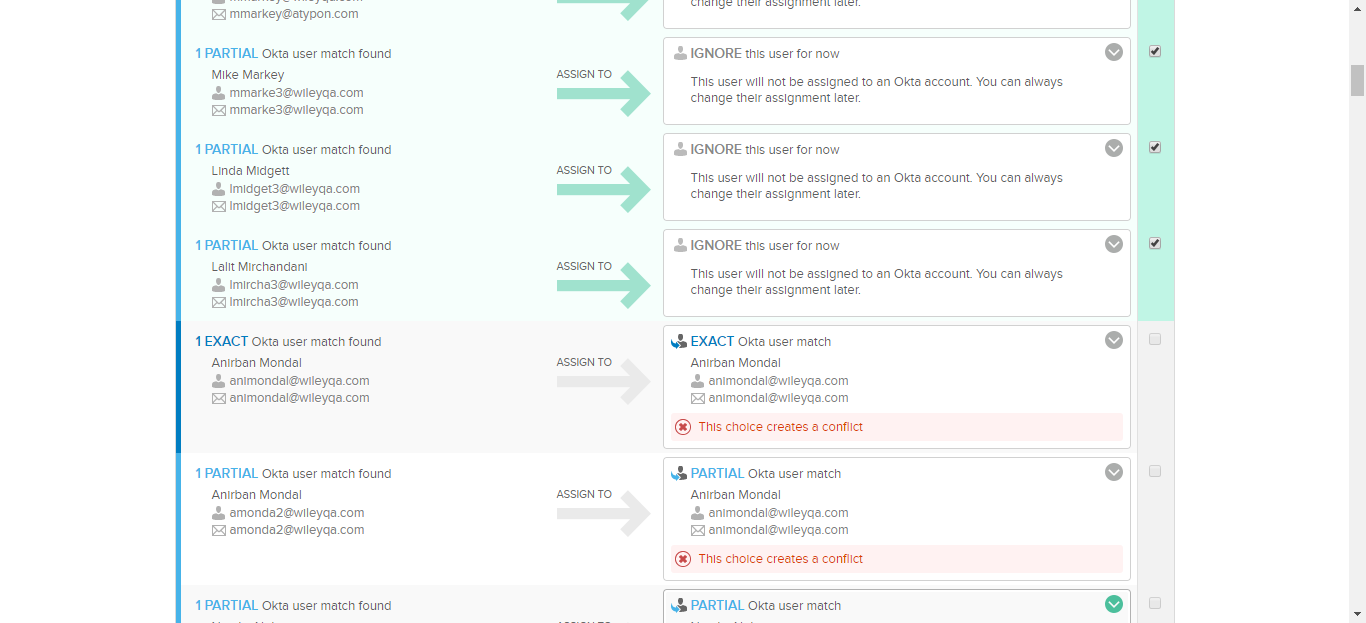 mmarkey@atypon.com
change their assignment later.
1 PARTIAL Okta user match found
Mike Markey
mmarke3@wileyqa.com
mmarke3@wileyqa.com
ASSIGN TO
IGNORE this user for now
This user will not be assigned to an Okta account. You can always
change their assignment later.
1 PARTIAL Okta user match found
Linda Midgett
lmidget3@wileyqa.com
lmidget3@wileyqa.com
ASSIGN TO
IGNORE this user for now
This user will not be assigned to an Okta account. You can always
change their assignment later.
1 PARTIAL Okta user match found
Lalit Mirchandani
lmircha3@wileyqa.com
lmircha3@wileyqa.com
ASSIGN TO
IGNORE this user for now
This user will not be assigned to an Okta account. You can always
change their assignment later.
1 EXACT Okta user match found
Anirban Mondal
animondal@wileyqa.com
animondal@wileyqa.com
ASSIGN TO
EXACT Okta user match
Anirban Mondal
animondal@wileyqa.com
animondal@wileyqa.com
This choice creates a conflict
1 PARTIAL Okta user match found
Anirban Mondal
amonda2@wileyqa.com
amonda2@wileyqa.com
ASSIGN TO
PARTIAL Okta user match
Anirban Mondal
animondal@wileyqa.com
animondal@wileyqa.com
This choice creates a conflict
1 PARTIAL Okta user match found
PARTIAL Okta user match